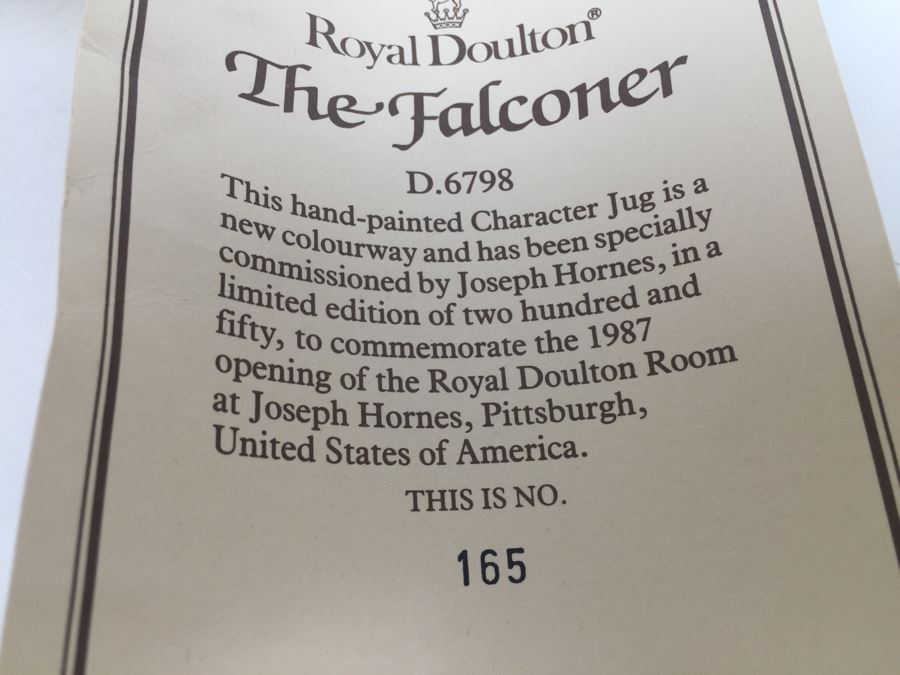 Royal Doulton®
The Falconer
D.6798
This hand-painted Character Jug is a
new colourway and has been specially
commissioned by Joseph Hornes, in a
limited edition of two hundred and
fifty, to commemorate the 1987
opening of the Royal Doulton Room
at Joseph Hornes, Pittsburgh,
United States of America.
THIS IS NO.
165